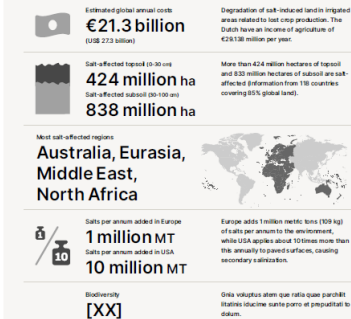 Estimated global annual costs
€21.3 billion
(US$ 27.3 billion)
Degradation of salt-induced land in irrigated
areas related to lost crop production. The
Dutch have an income of agriculture of
€29.138 million per year.
Salt-affected topsoil (0-30 cm)
424 million ha
Salt-affected subsoil (30-100 cm)
838 million ha
More than 424 million hectares of topsoil
and 833 million hectares of subsoil are salt-
affected (information from 118 countries
covering 85% global land).
Most salt-affected regions
Australia, Eurasia,
Middle East,
North Africa
1
10
Salts per annum added in Europe
1 million MT
Salts per annum added in USA
10 million MT
Europe adds 1 million metric tons (109 kg)
of salts per annum to the environment,
while USA applies about 10 times more than
this annually to paved surfaces, causing
secondary salinization.
Biodiversity
[XX]
Gnia voluptus atem que ratia quae parchilit
litatinis iducime sunte porro et prepuditati to
dolum.